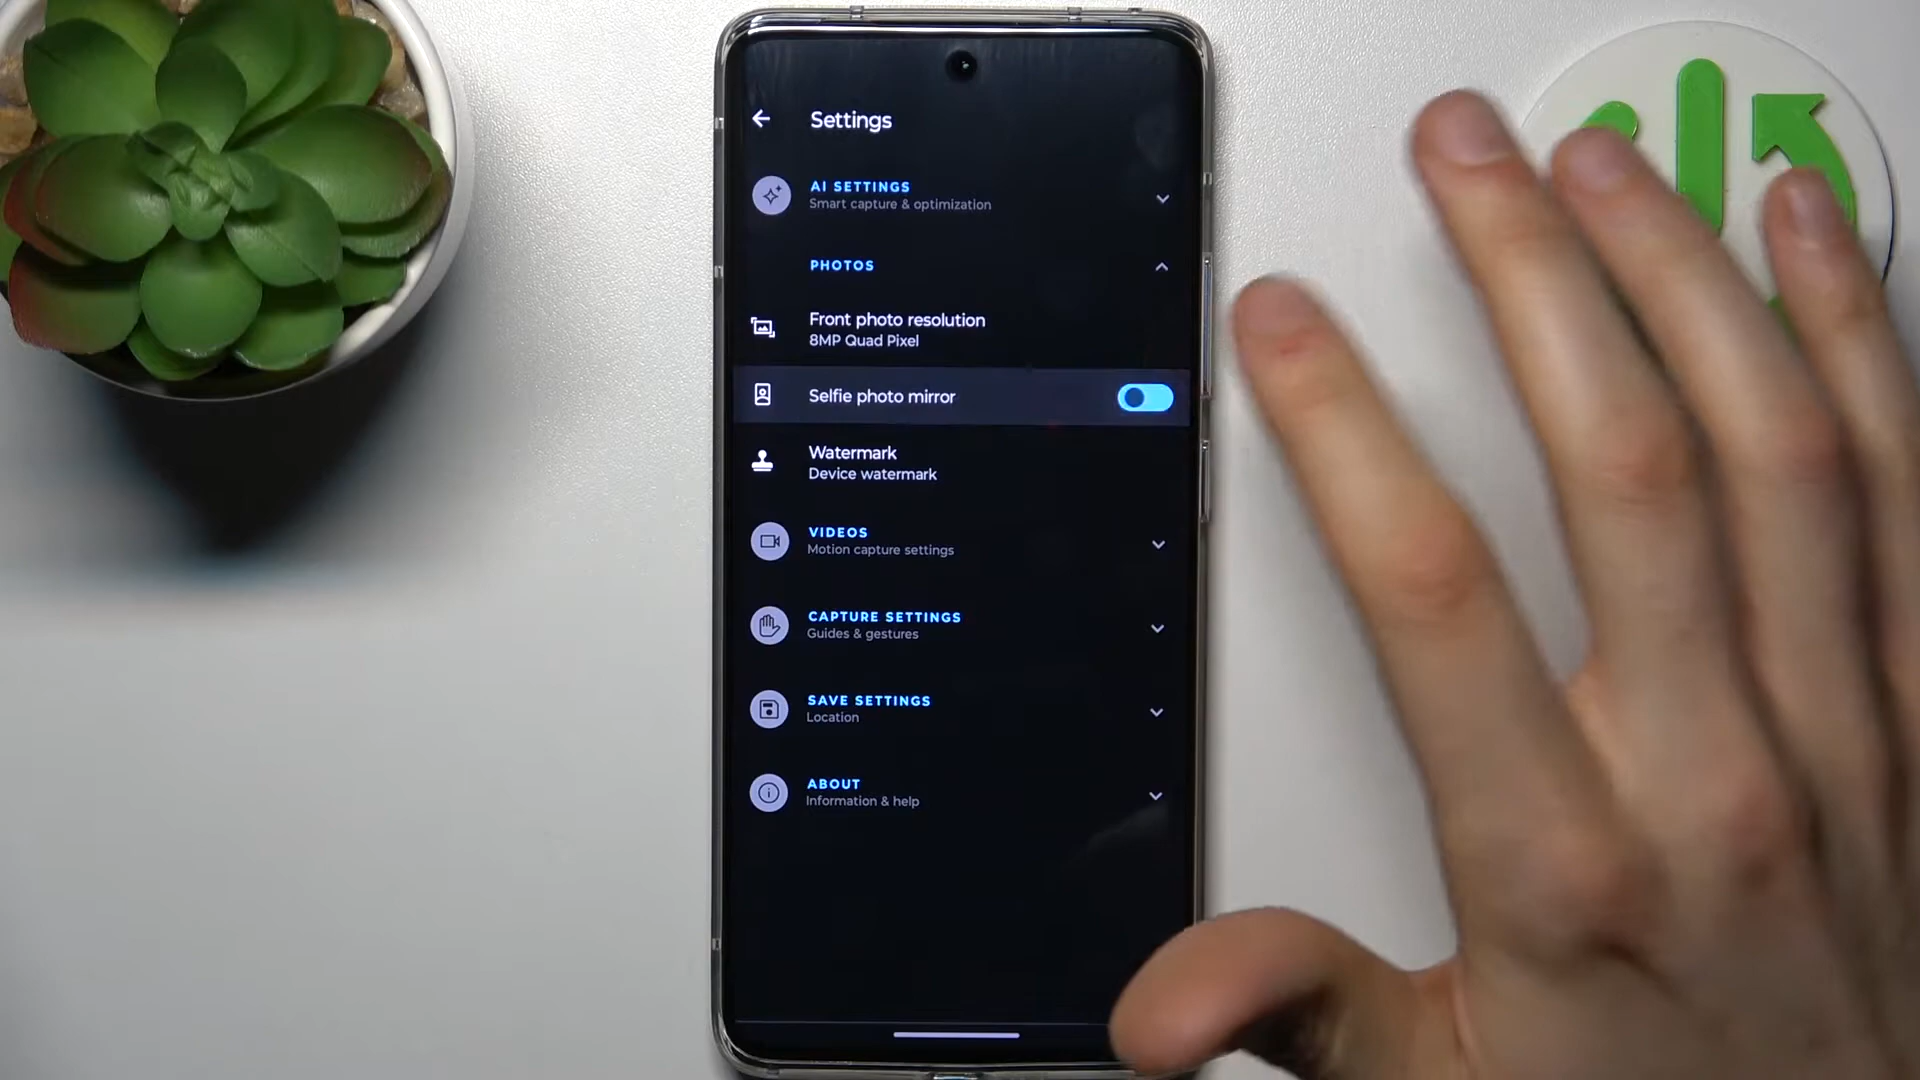 Settings
AI SETTINGS
Smart capture & optimization
PHOTOS
Front photo resolution
8MP Quad Pixel
Selfie photo mirror
Watermark
Device watermark
VIDEOS
Motion capture settings
CAPTURE SETTINGS
Guides & gestures
SAVE SETTINGS
Location
ABOUT
Information & help